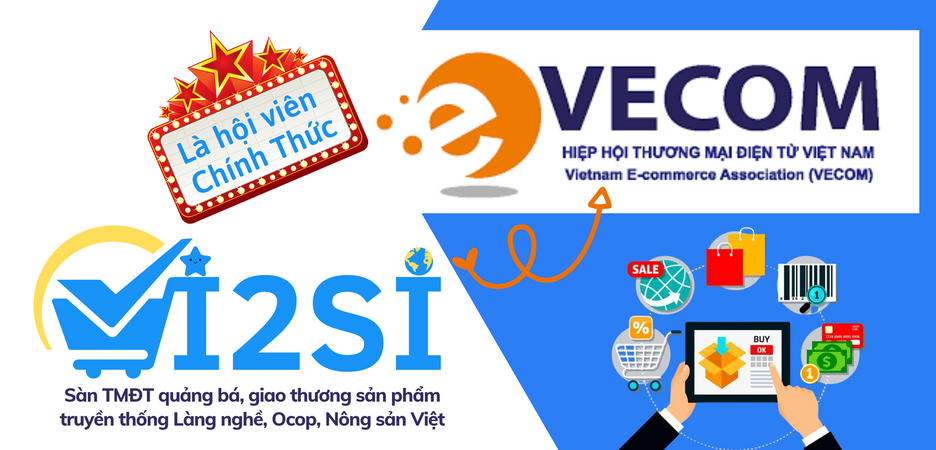 Là hội viên
Chính Thức
e
VECOM
HIỆP HỘI THƯƠNG MẠI ĐIỆN TỬ VIỆT NAM
Vietnam E-commerce Association (VECOM)
Vi2Si
Sàn TMĐT quảng bá, giao thương sản phẩm
truyền thống Làng nghề, Ocop, Nông sản Việt
SALE
%
1
BUY
OK
$
1